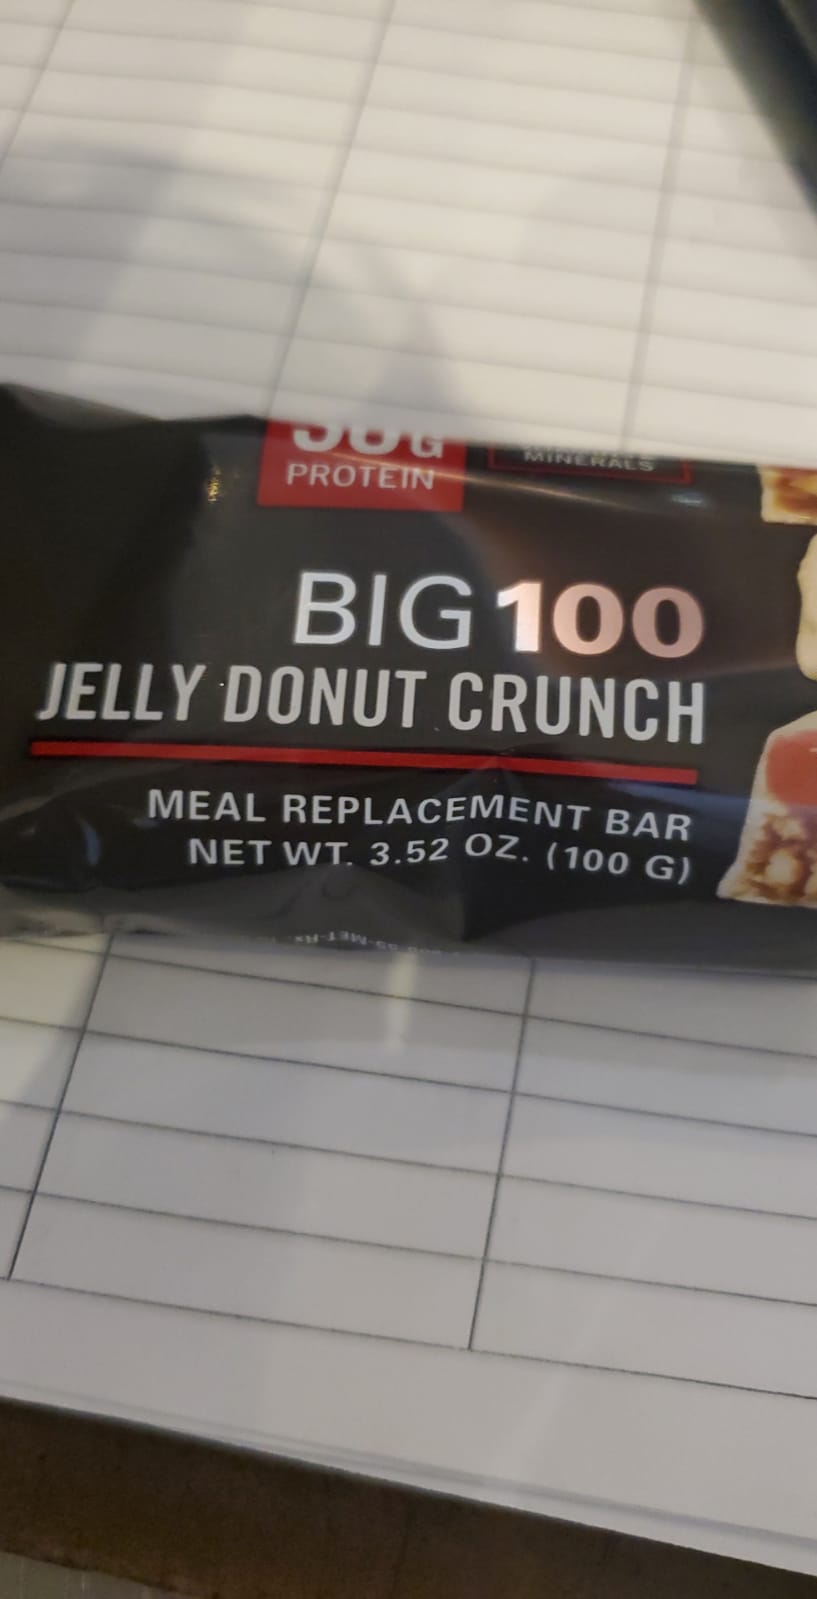 PROTEIN
MINERALS
BIG 100
JELLY DONUT CRUNCH
MEAL REPLACEMENT BAR
NET WT. 3.52 OZ. (100 G)